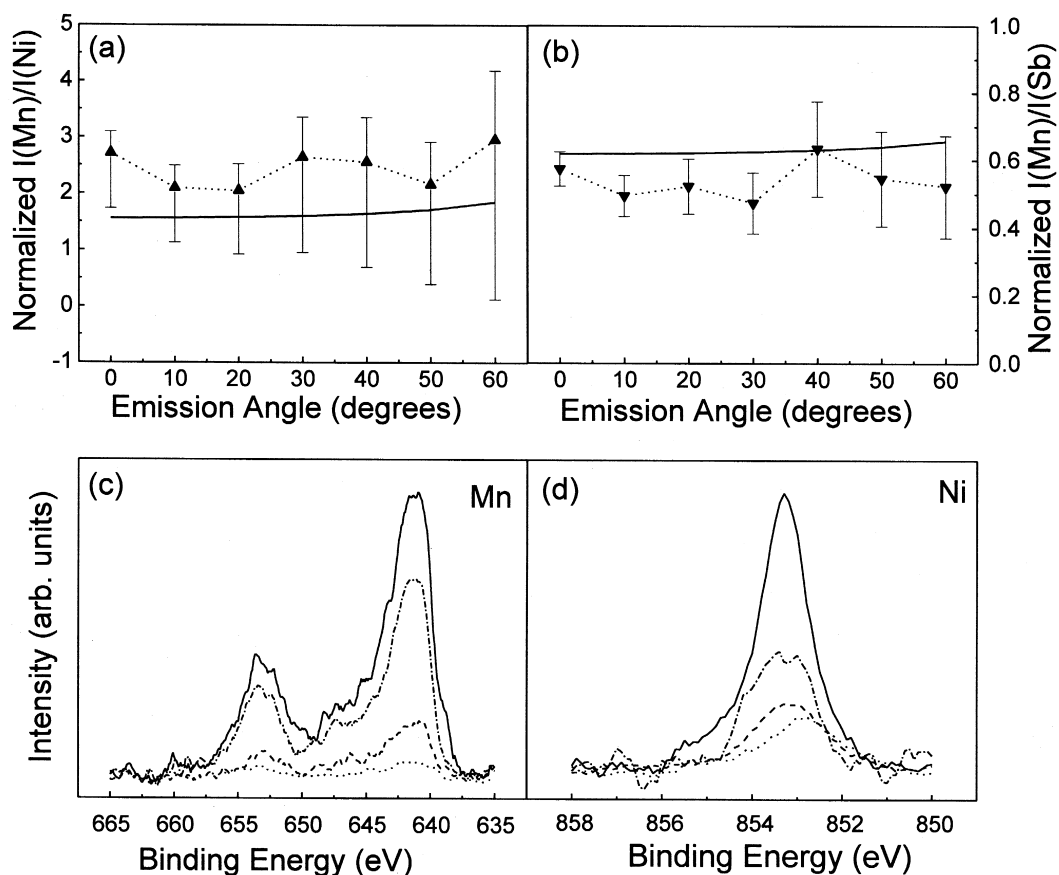 (a)
Normalized I(Mn)/I(Ni)
5
4
3
2
1
0
-1
0 10 20 30 40 50 60
Emission Angle (degrees)
(b)
1.0
0.8
0.6
0.4
0.2
0.0
Normalized I(Mn)/I(Sb)
0 10 20 30 40 50 60
Emission Angle (degrees)
(c)
Mn
Intensity (arb. units)
665 660 655 650 645 640 635
Binding Energy (eV)
(d)
Ni
858 856 854 852 850
Binding Energy (eV)